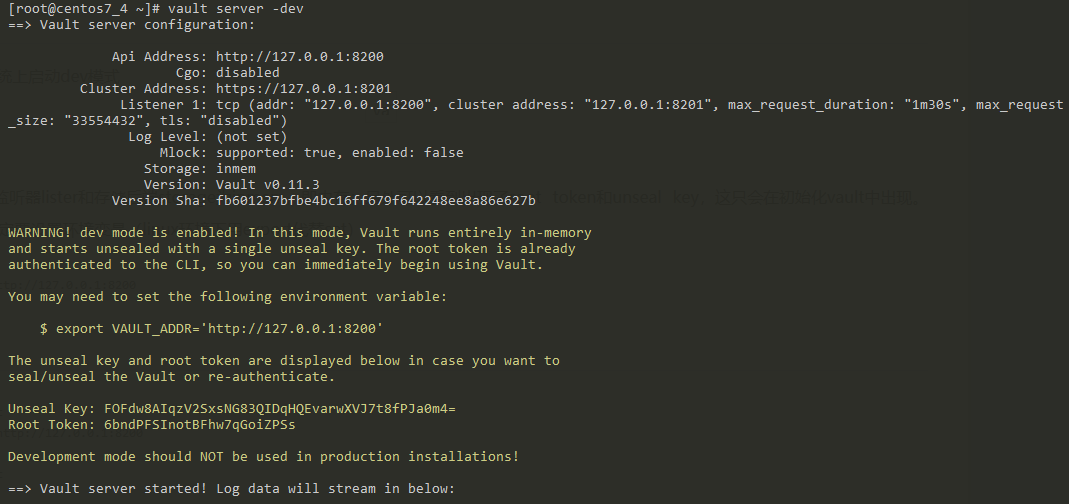 [root@centos7_4 ~]# vault server -dev
==> Vault server configuration:
Api Address: http://127.0.0.1:8200
Cgo: disabled
Cluster Address: https://127.0.0.1:8201
Listener 1: tcp (addr: "127.0.0.1:8200", cluster address: "127.0.0.1:8201", max_request_duration: "1m30s", max_request
_size: "33554432", tls: "disabled")
Log Level: (not set)
Mlock: supported: true, enabled: false
Storage: inmem
Version: Vault v0.11.3
Version Sha: fb601237bfbe4bc16ff679f642248ee8a86e627b
WARNING! dev mode is enabled! In this mode, Vault runs entirely in-memory
and starts unsealed with a single unseal key. The root token is already
authenticated to the CLI, so you can immediately begin using Vault.
You may need to set the following environment variable:
$ export VAULT_ADDR='http://127.0.0.1:8200'
The unseal key and root token are displayed below in case you want to
seal/unseal the Vault or re-authenticate.
Unseal Key: FOFdw8AIqzV2SxsNG83QIDqHQEvarwXVJ7t8fPJa0m4=
Root Token: 6bndPFSInotBFhw7qGoiZPSs
Development mode should NOT be used in production installations!
==> Vault server started! Log data will stream in below: